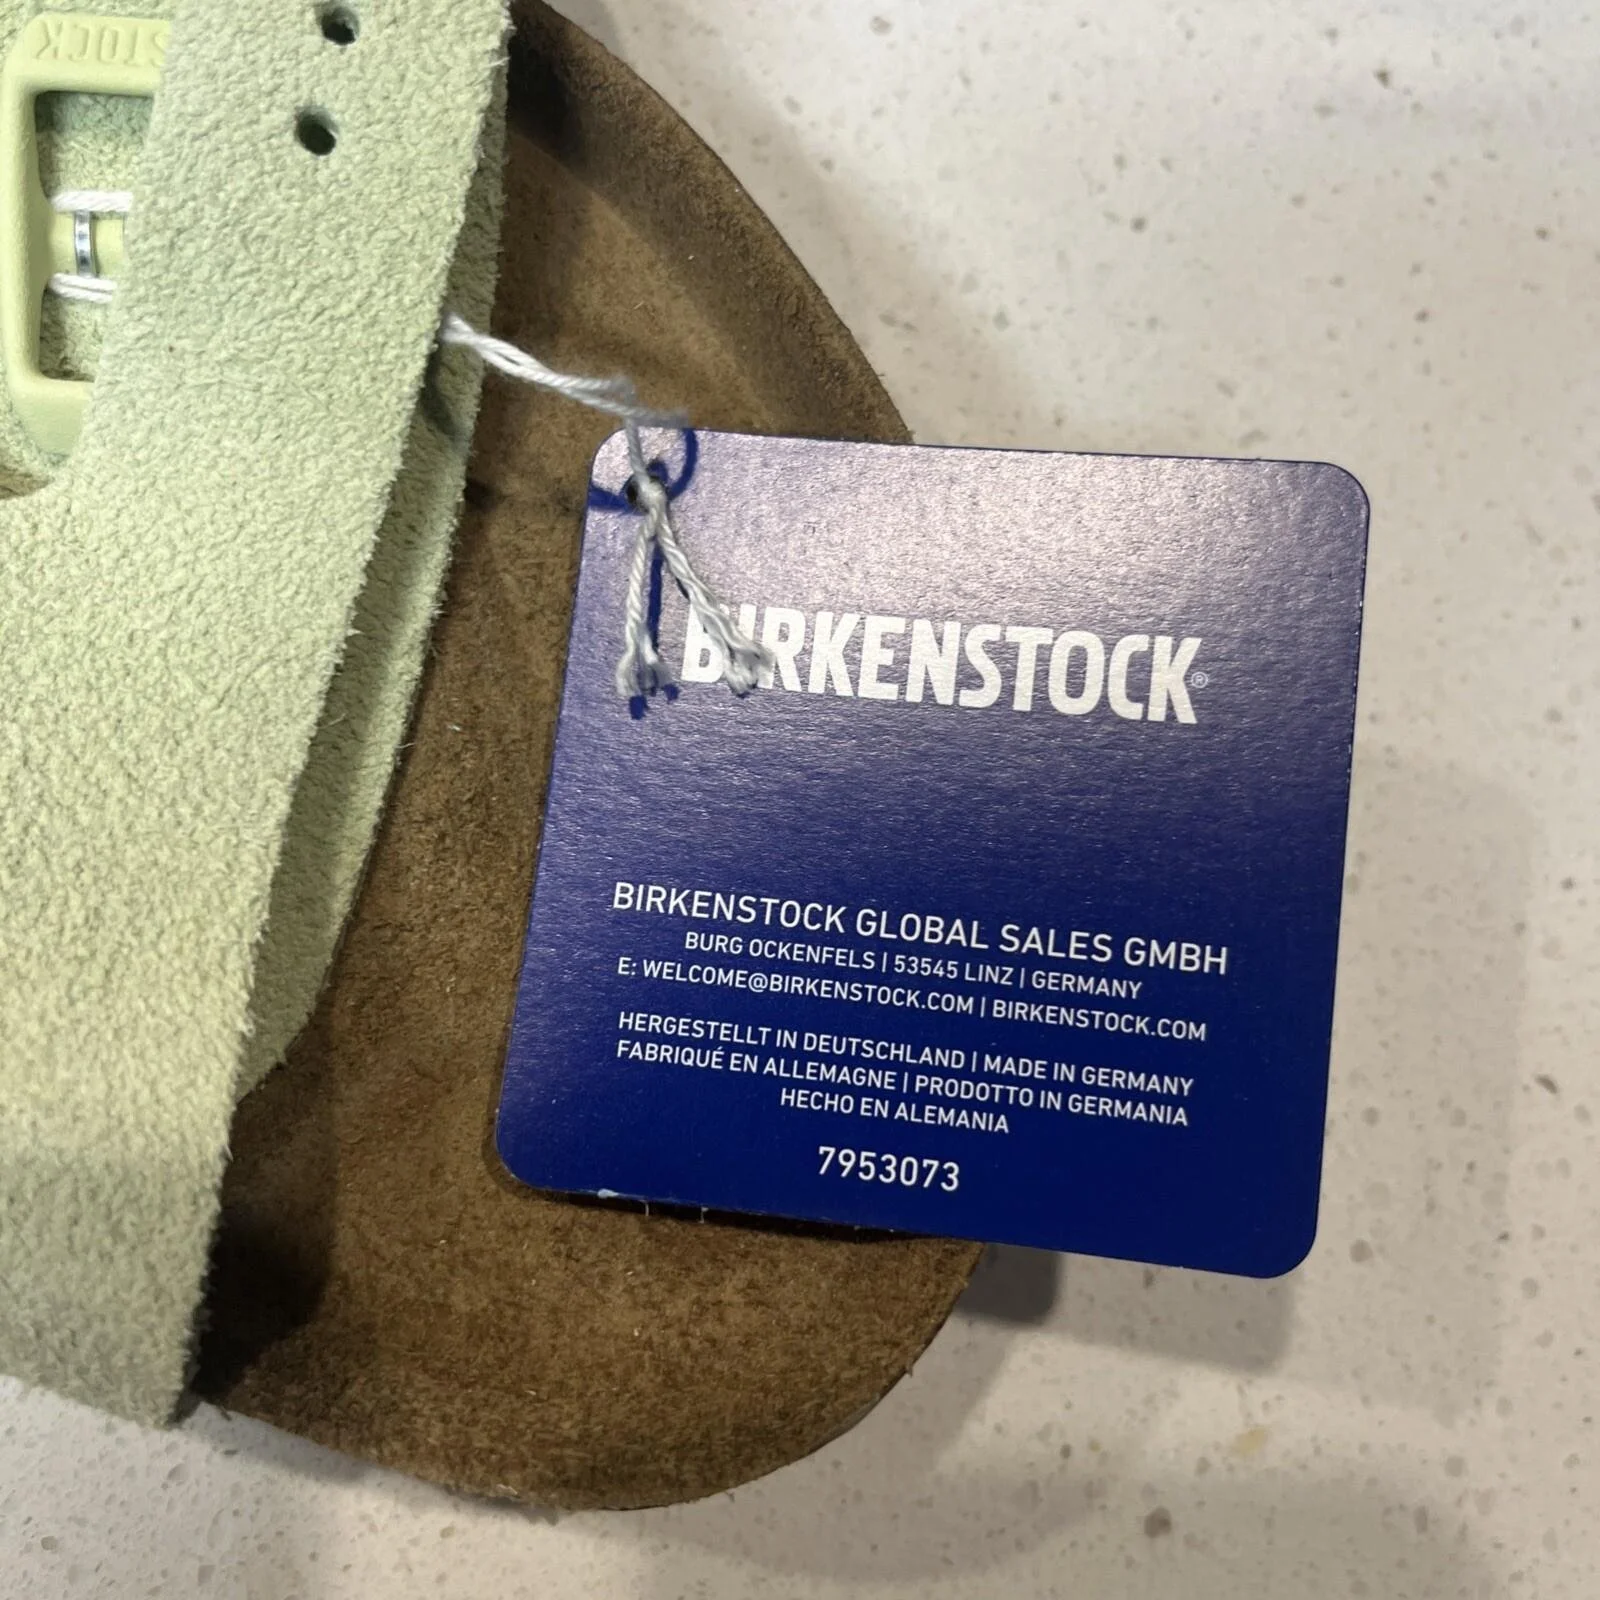 STOCK
BIRKENSTOCK®
BIRKENSTOCK GLOBAL SALES GMBH
BURG OCKENFELS | 53545 LINZ | GERMANY
E: WELCOME@BIRKENSTOCK.COM | BIRKENSTOCK.COM
HERGESTELLT IN DEUTSCHLAND | MADE IN GERMANY
FABRIQUÉ EN ALLEMAGNE | PRODOTTO IN GERMANIA
HECHO EN ALEMANIA
7953073